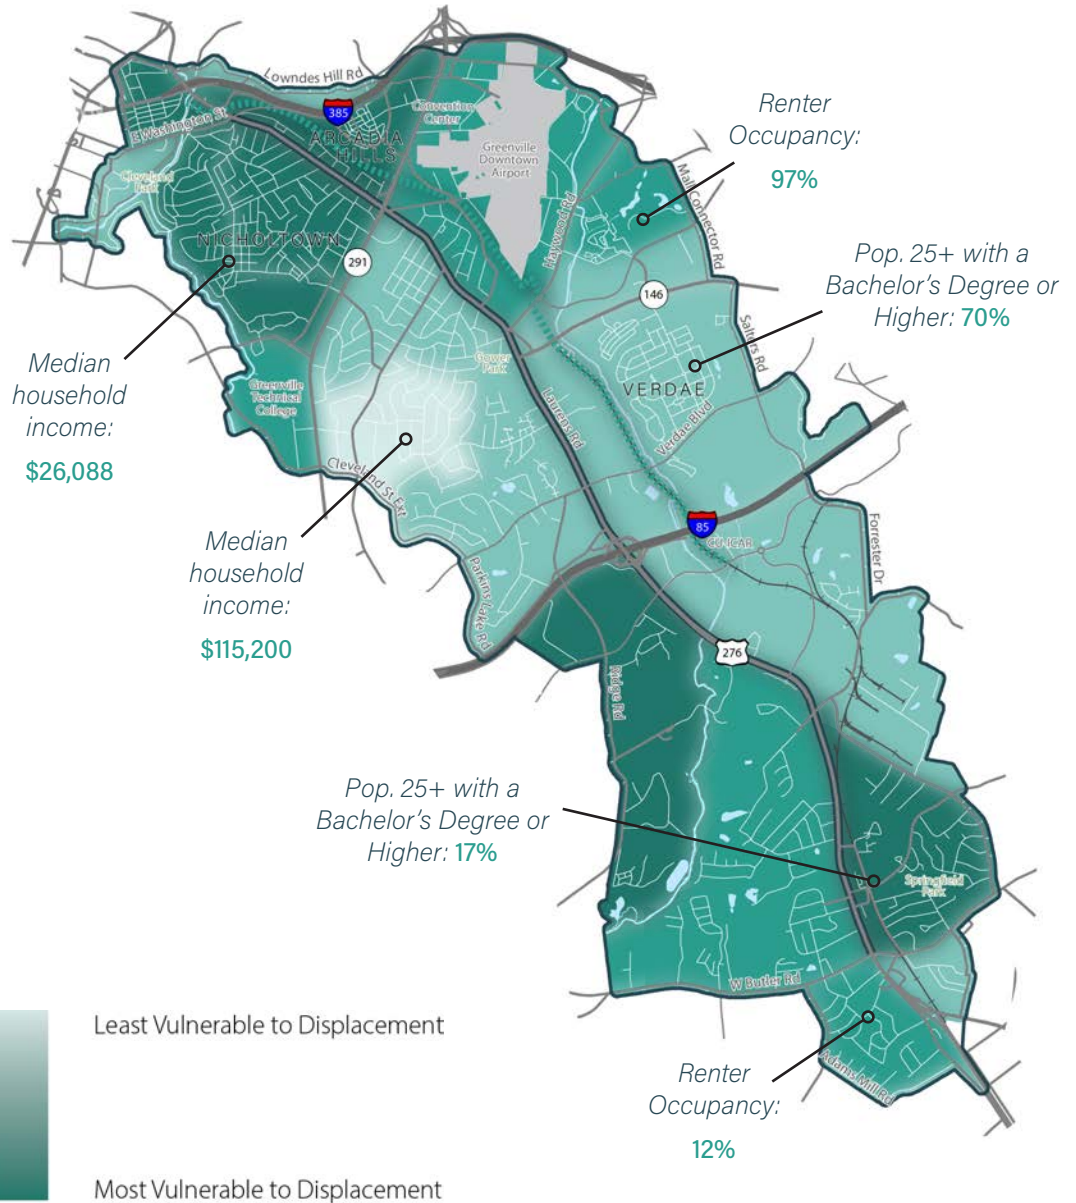 Lowndes Hill Rd
385
E Washington St
ARCADIA
HILLS
Convention
Center
Greenville
Downtown
Airport
Renter
Occupancy:
97%
Cleveland
Park
Mall Connector Rd
Haywood Rd
NICHOLTOWN
291
146
Pop. 25+ with a
Bachelor's Degree or
Higher: 70%
Salters Rd
Median
household
income:
$26,088
Gower
Park
Greenville
Technical
College
VERDAE
Laurens Rd
Verdae Blvd
Cleveland St Ext
85
CU-ICAR
Forrester Dr
Median
household
income:
$115,200
Parkins Lake Rd
276
Ridge Rd
Pop. 25+ with a
Bachelor's Degree or
Higher: 17%
Springfield
Park
W Butler Rd
Adams Mill Rd
Renter
Occupancy:
12%
Least Vulnerable to Displacement
Most Vulnerable to Displacement